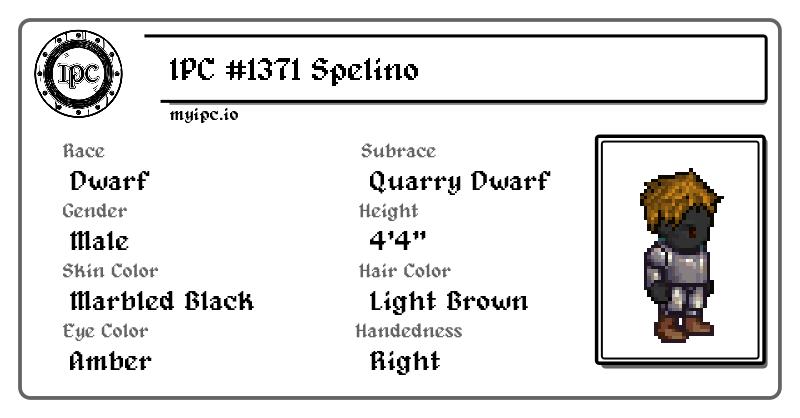 IPC
IPC #1371 Spelino
myipc.io
Race
Dwarf
Subrace
Quarry Dwarf
Gender
Male
Height
4'4"
Skin Color
Marbled Black
Hair Color
Light Brown
Eye Color
Amber
Handedness
Right